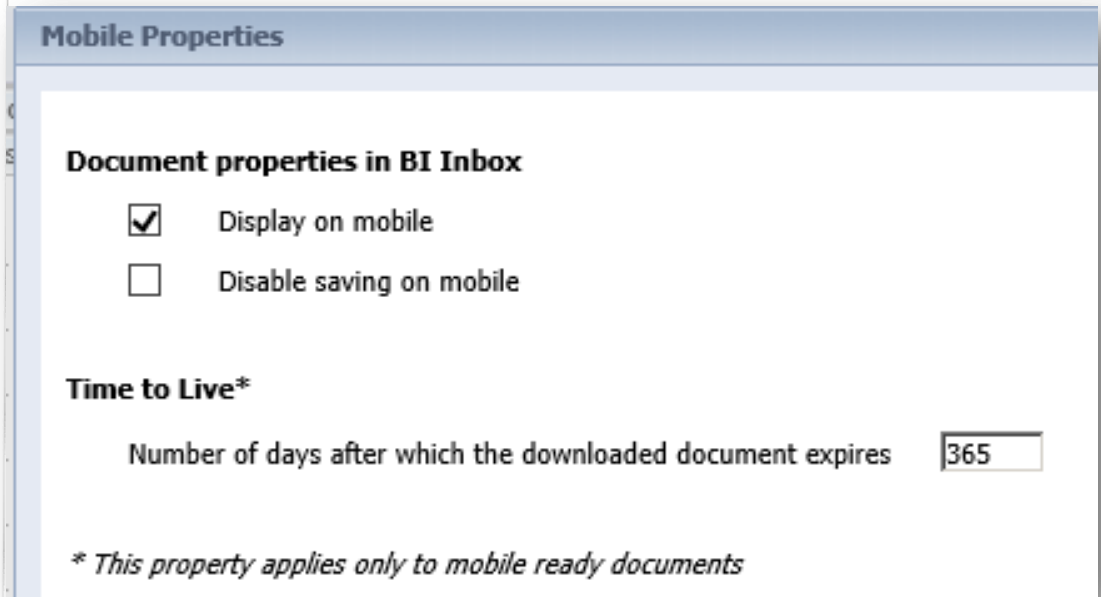 Mobile Properties
Document properties in BI Inbox
Display on mobile
Disable saving on mobile
Time to Live*
Number of days after which the downloaded document expires 365
* This property applies only to mobile ready documents